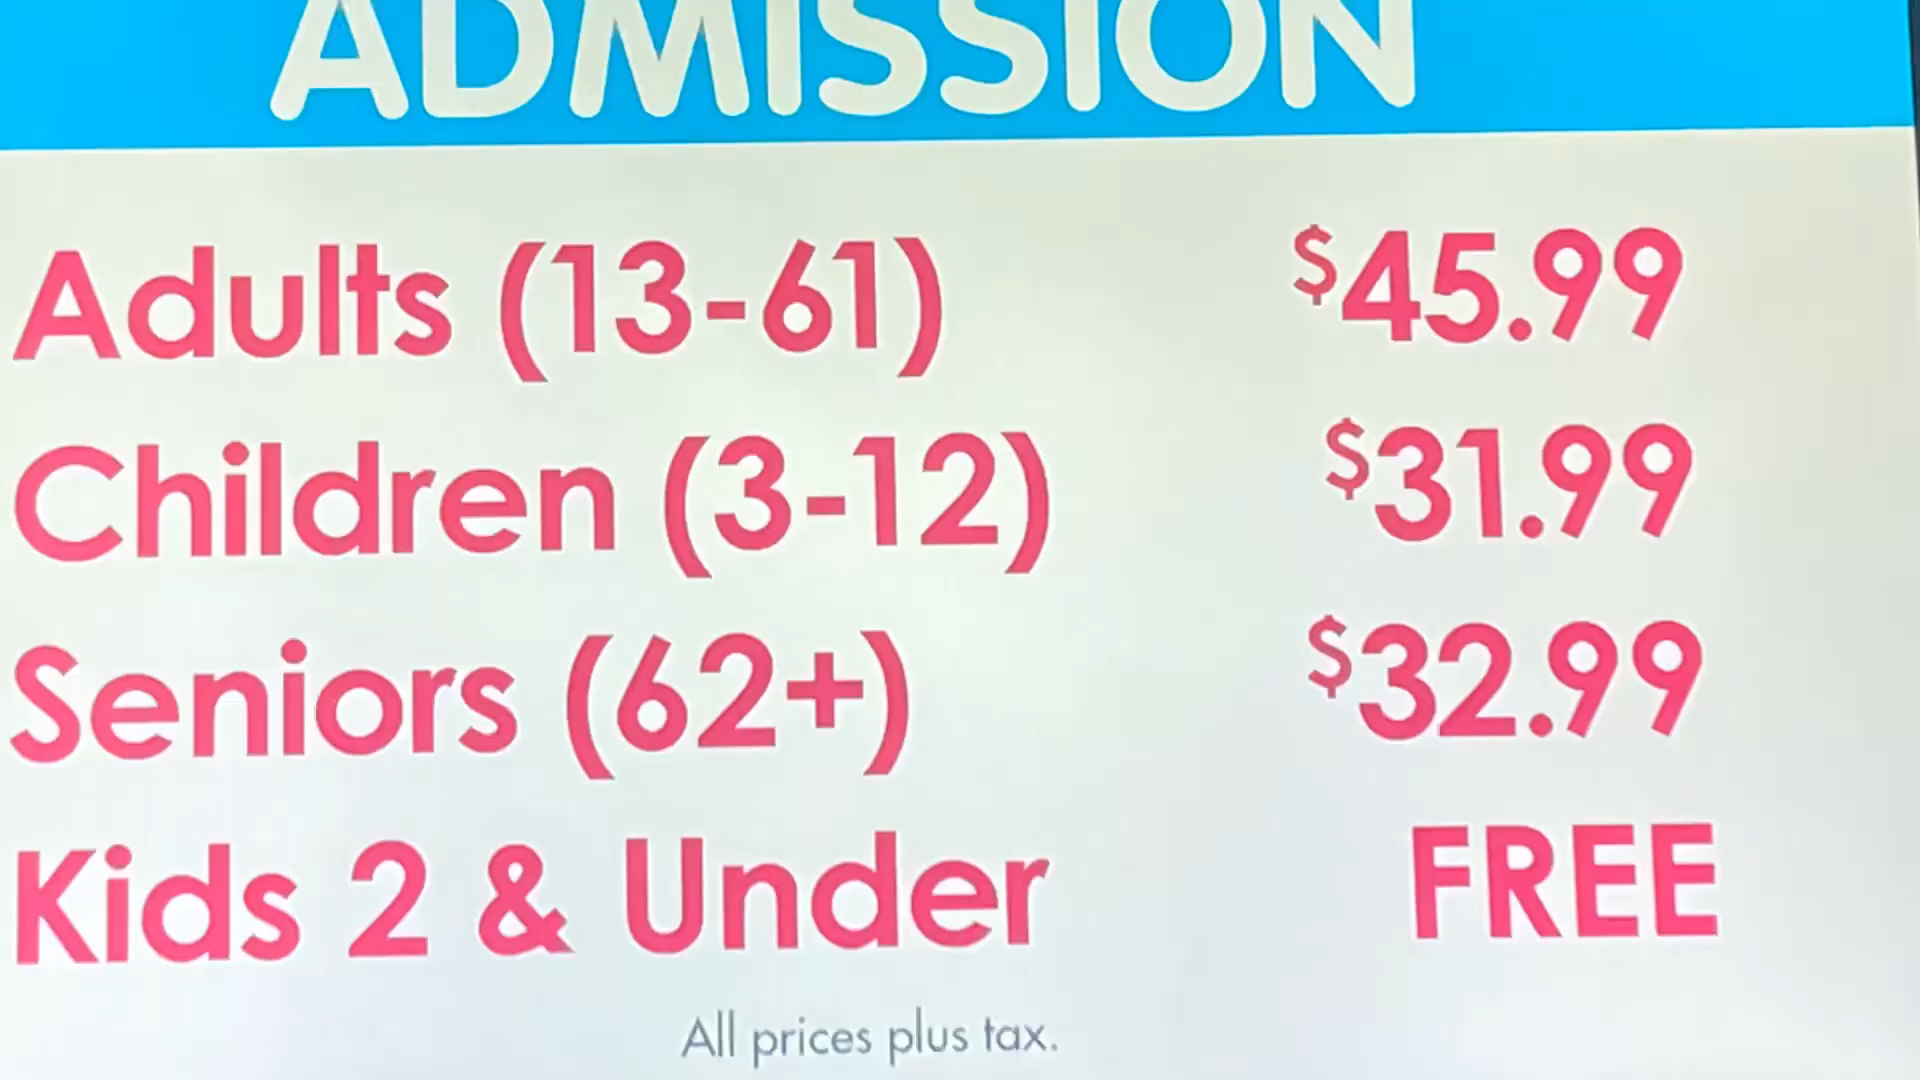 ADMISSION
Adults (13-61) $45.99
Children (3-12) $31.99
Seniors (62+) $32.99
Kids 2 & Under FREE
All prices plus tax.